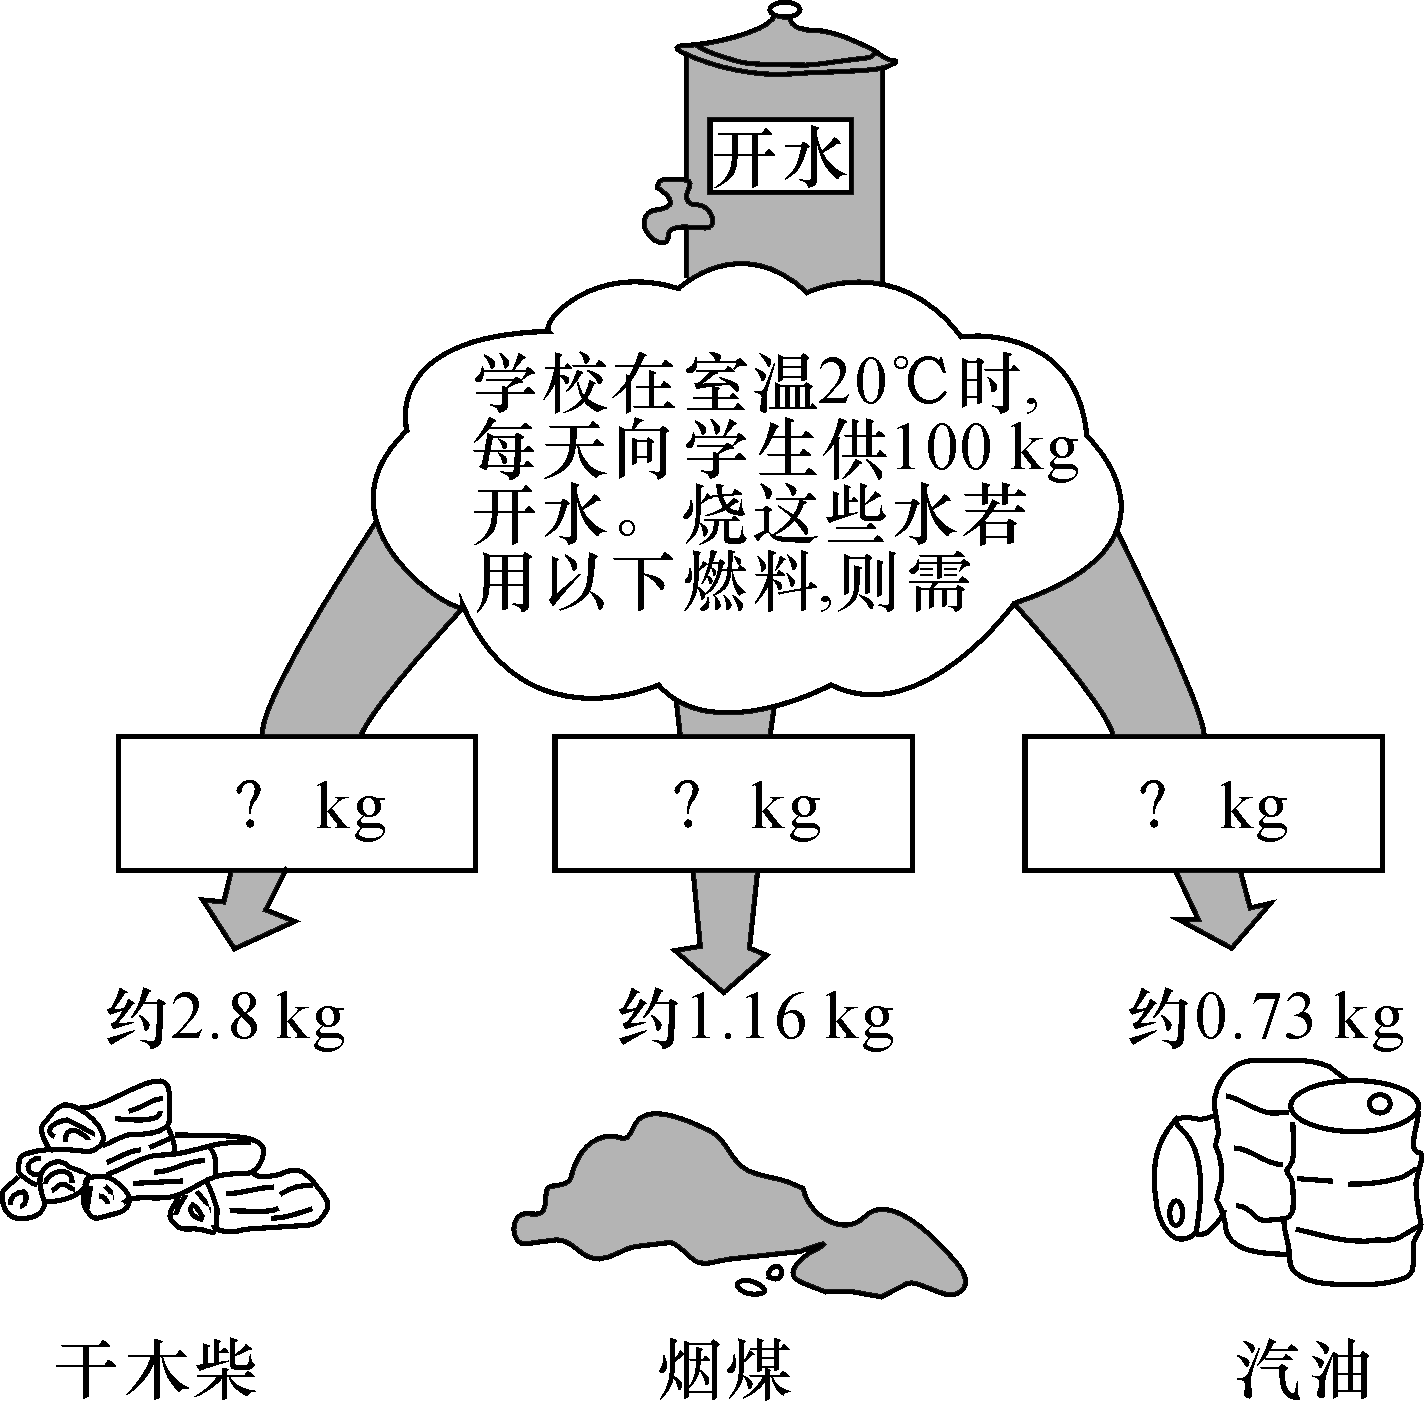 开水
学校在室温20℃时,
每天向学生供100 kg
开水。烧这些水若
用以下燃料,则需
? kg
? kg
? kg
约2.8 kg
约1.16 kg
约0.73 kg
干木柴
烟煤
汽油